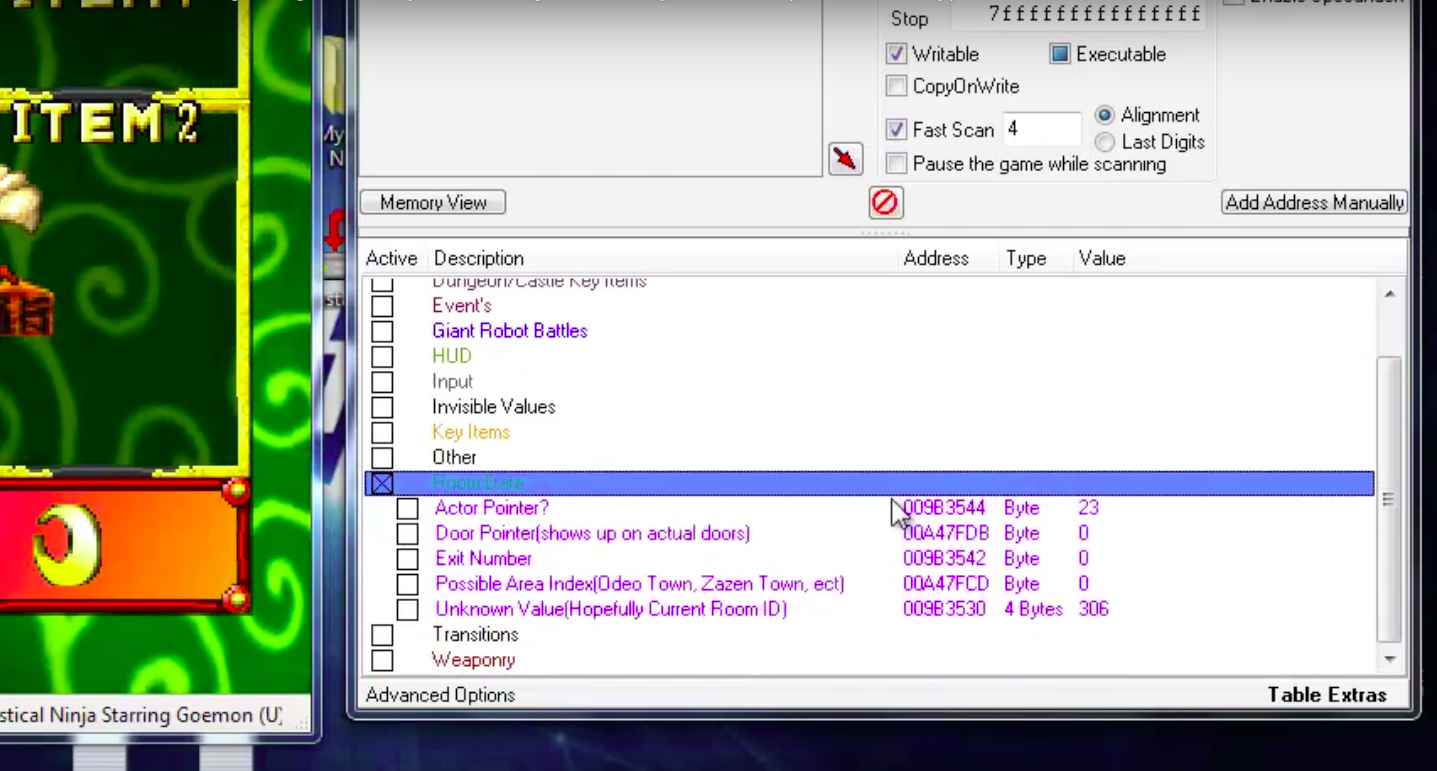 Stop 7fffffffffffffff
Writable Executable
CopyOnWrite
Fast Scan 4 Alignment
Last Digits
Pause the game while scanning
ITEM2
My
N
Memory View Add Address Manually
Active Description Address Type Value
Dungeon/Castle Key Items
Event's
Giant Robot Battles
HUD
Input
Invisible Values
Key Items
Other
Room Data
Actor Pointer? 009B3544 Byte 23
Door Pointer(shows up on actual doors) 00A47FDB Byte 0
Exit Number 009B3542 Byte 0
Possible Area Index(Odeo Town, Zazen Town, ect) 00A47FCD Byte 0
Unknown Value(Hopefully Current Room ID) 009B3530 4 Bytes 306
Transitions
Weaponry
Advanced Options Table Extras
stical Ninja Starring Goemon (U)